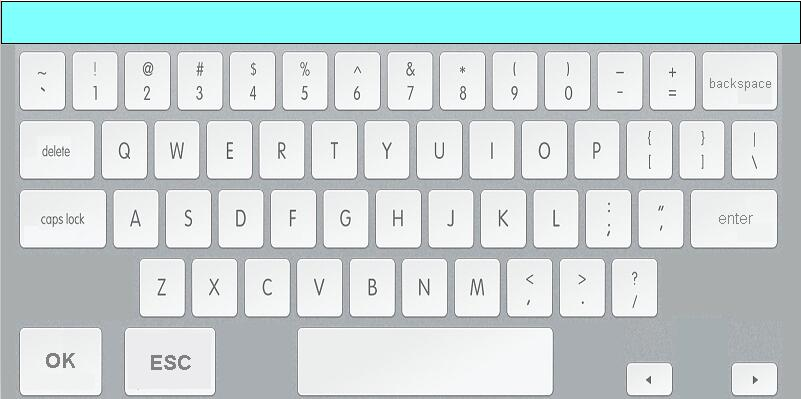 ~ ! @ # $ % ^ & * ( ) — +
` 1 2 3 4 5 6 7 8 9 0 - = backspace
delete Q W E R T Y U I O P { [ } ] | \
caps lock A S D F G H J K L : ; “ ‘ enter
Z X C V B N M < , > . ? /
OK ESC